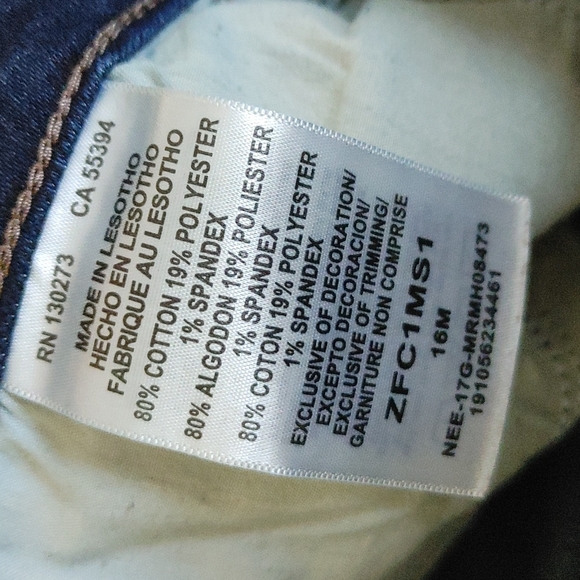 RN 130273 CA 55394
MADE IN LESOTHO
HECHO EN LESOTHO
FABRIQUE AU LESOTHO
80% COTTON 19% POLYESTER
1% SPANDEX
80% ALGODON 19% POLIESTER
1% SPANDEX
80% COTON 19% POLYESTER
1% SPANDEX
EXCLUSIVE OF DECORATION/
EXCEPTO DECORACION/
EXCLUSIVE OF TRIMMING/
GARNITURE NON COMPRISE
ZFC1MS1
16M
NEE-17G-MRMH08473
191056234461